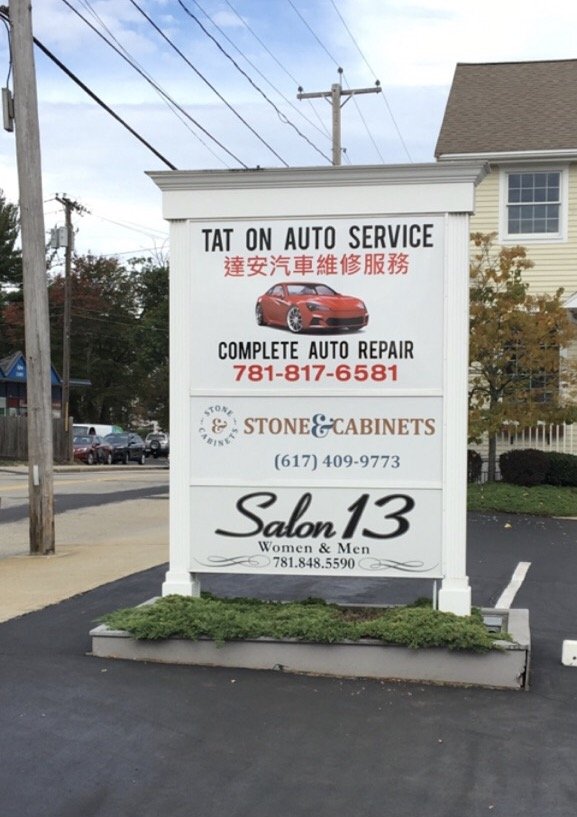 TAT ON AUTO SERVICE
達安汽車維修服務
COMPLETE AUTO REPAIR
781-817-6581
STONE & CABINETS
STONE&CABINETS
(617) 409-9773
Salon 13
Women & Men
781.848.5590